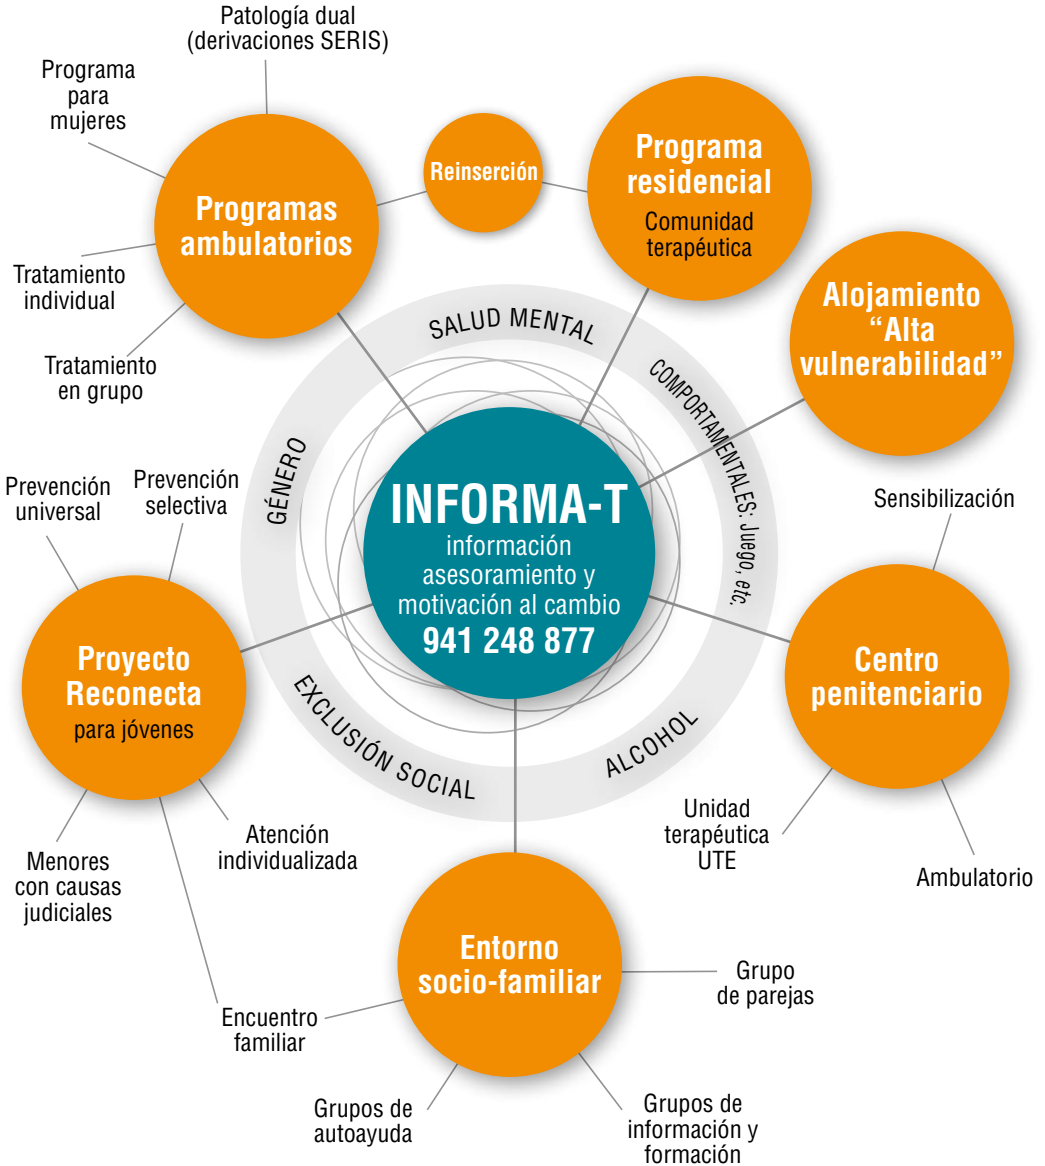 Patología dual
(derivaciones SERIS)
Programa
para
mujeres
Programas
ambulatorios
Tratamiento
individual
Tratamiento
en grupo
Reinserción
Programa
residencial
Comunidad
terapéutica
Alojamiento
“Alta
vulnerabilidad”
SALUD MENTAL
COMPORTAMENTALES: Juego, etc.
GÉNERO
EXCLUSIÓN SOCIAL
ALCOHOL
INFORMA-T
información
asesoramiento y
motivación al cambio
941 248 877
Prevención
universal
Prevención
selectiva
Proyecto
Reconecta
para jóvenes
Menores
con causas
judiciales
Atención
individualizada
Sensibilización
Centro
penitenciario
Unidad
terapéutica
UTE
Ambulatorio
Entorno
socio-familiar
Grupo
de parejas
Encuentro
familiar
Grupos de
autoayuda
Grupos de
información y
formación